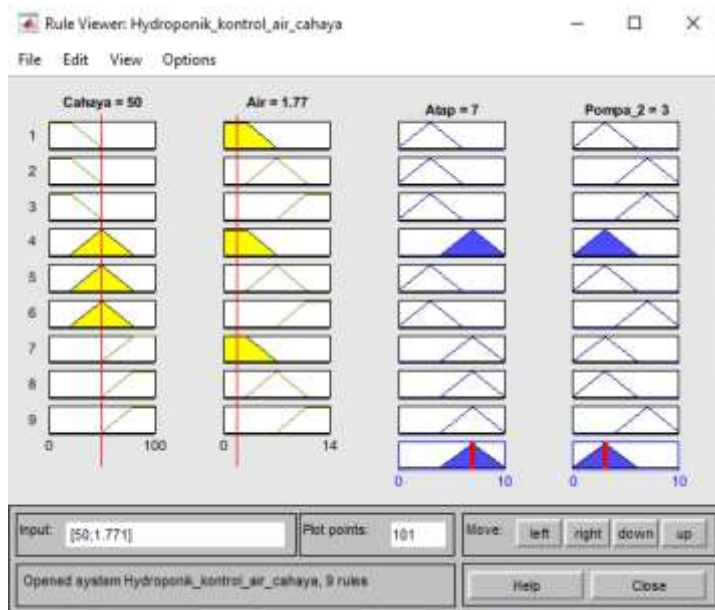 Rule Viewer: Hydroponik_kontrol_air_cahaya
File Edit View Options
Cahaya = 50 Air = 1.77 Atap = 7 Pompa_2 = 3
1
2
3
4
5
6
7
8
9
0 100 0 14
0 10 0 10
Input: [50;1.771] Plot points: 101 Move: left right down up
Opened system Hydroponik_kontrol_air_cahaya, 9 rules Help Close